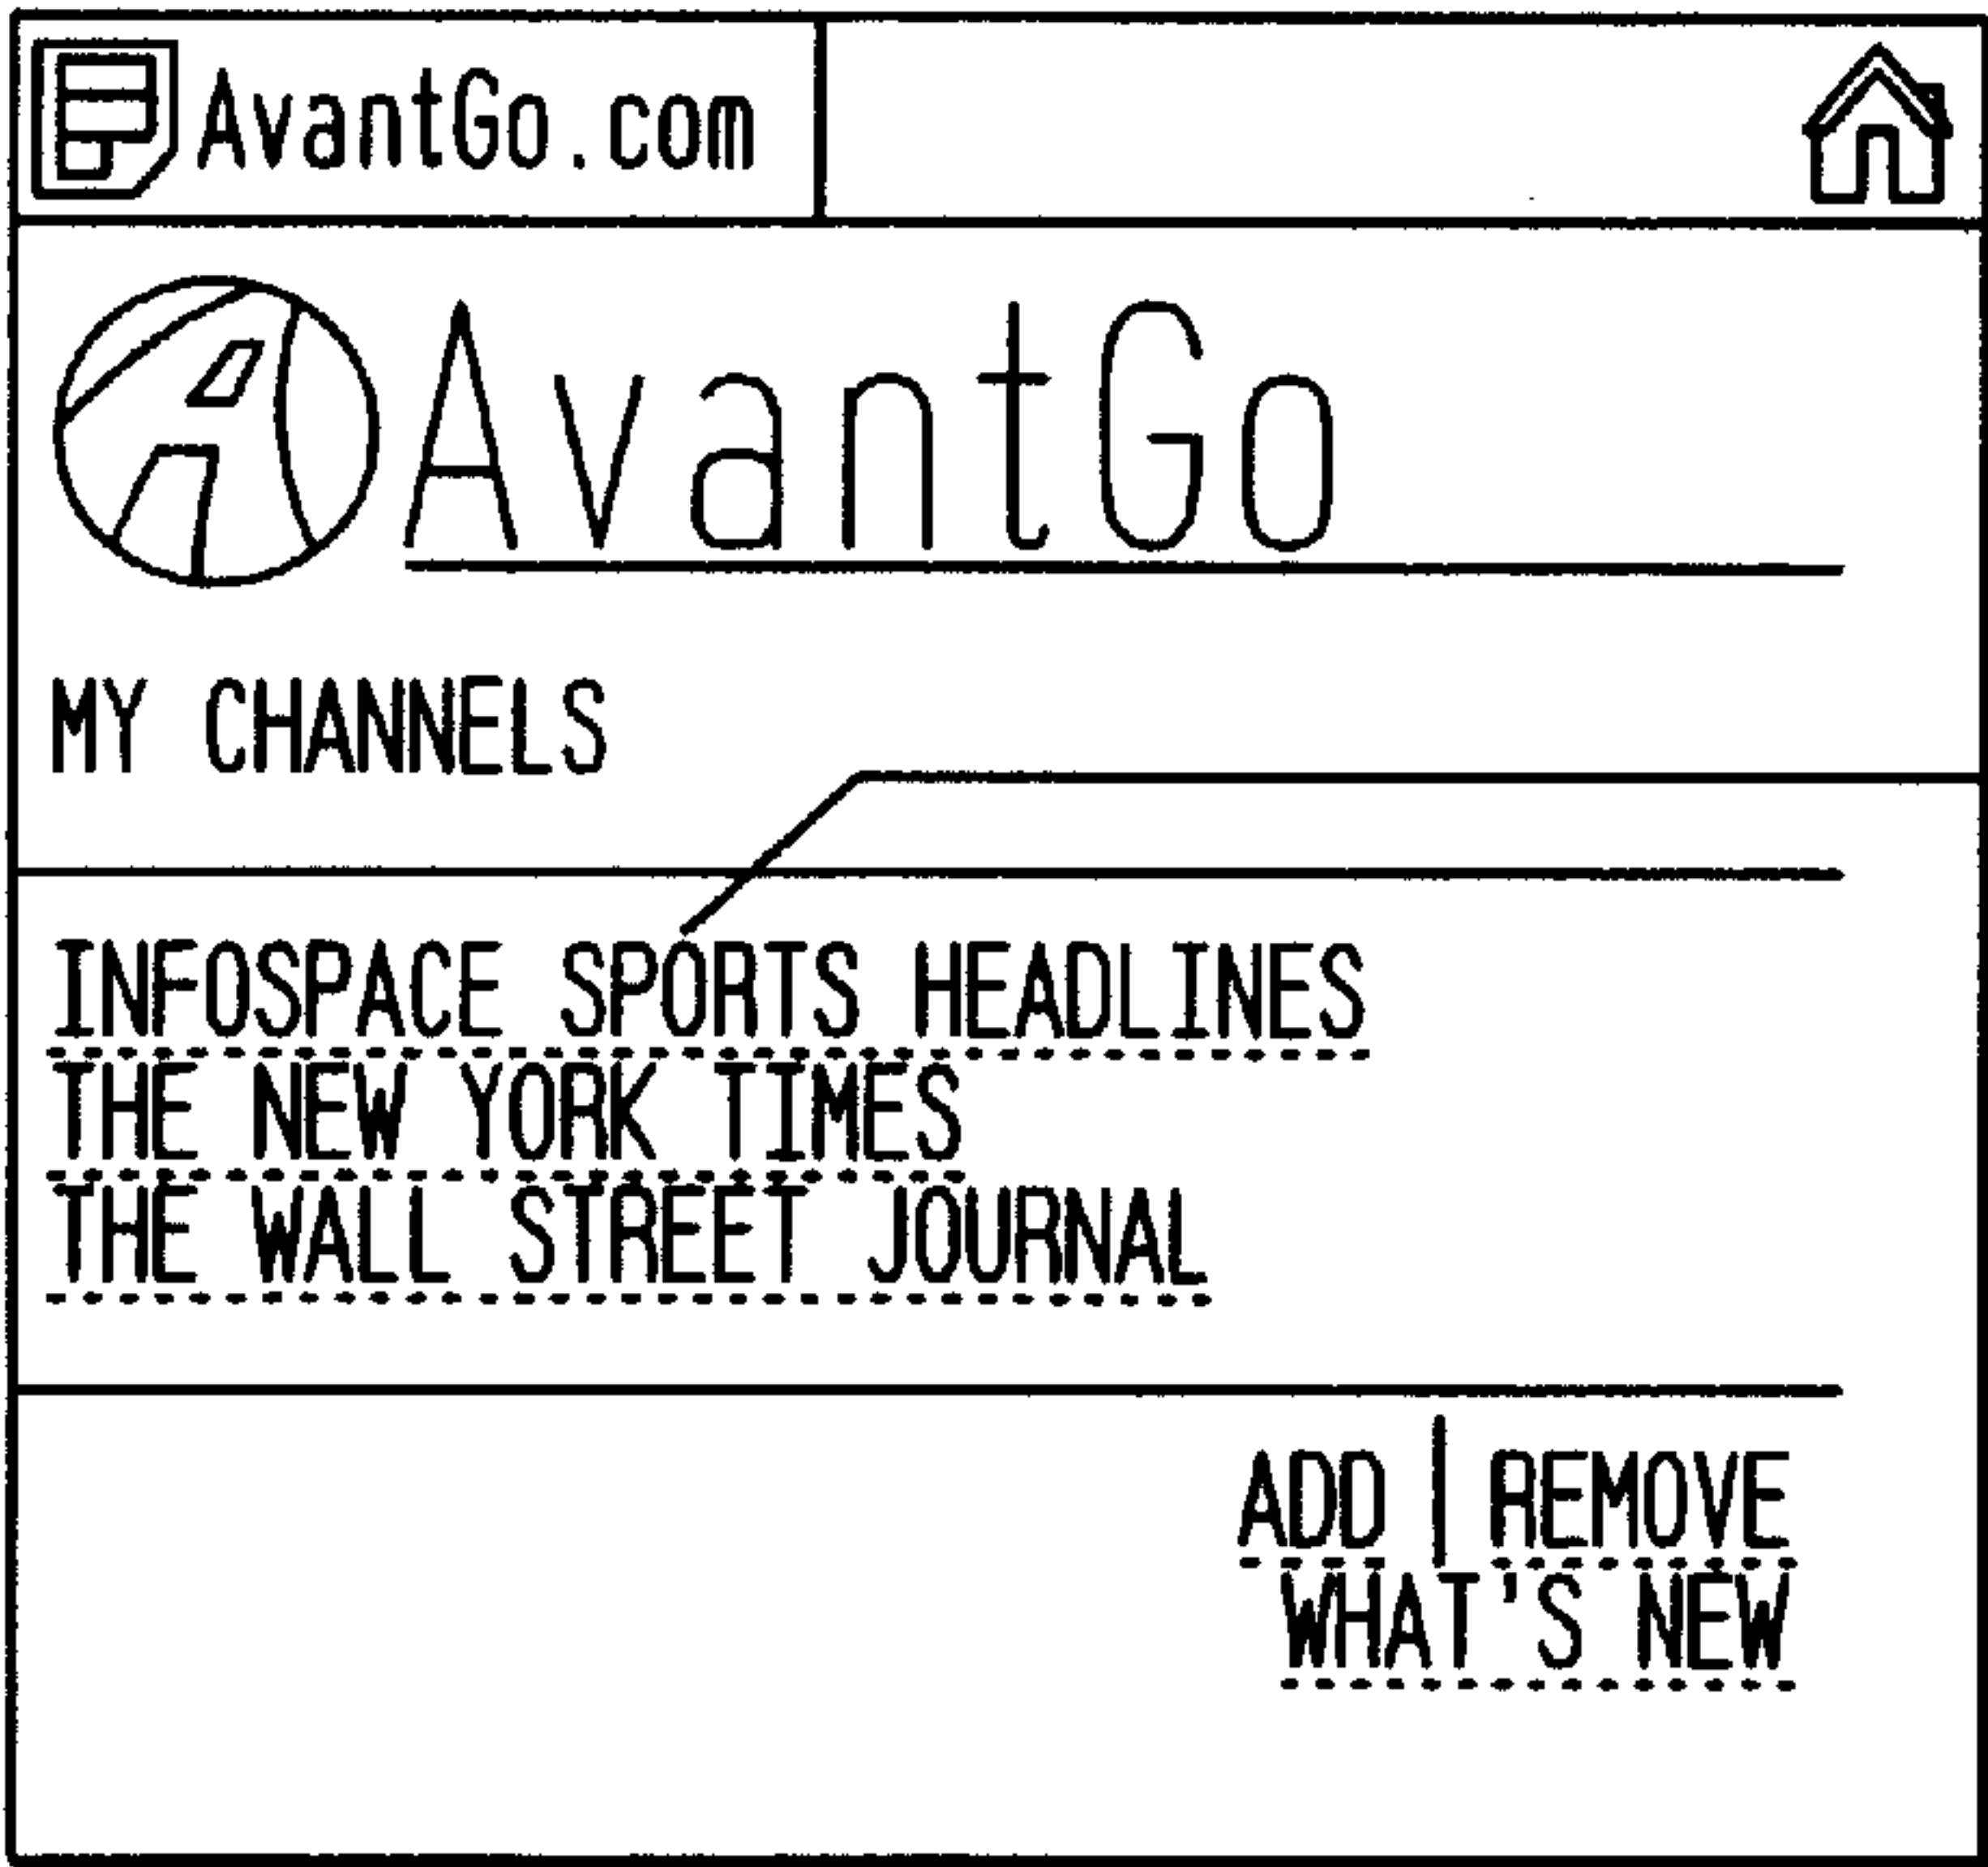 AvantGo.com
AvantGo
MY CHANNELS
INFOSPACE SPORTS HEADLINES
THE NEW YORK TIMES
THE WALL STREET JOURNAL
ADD | REMOVE
WHAT'S NEW